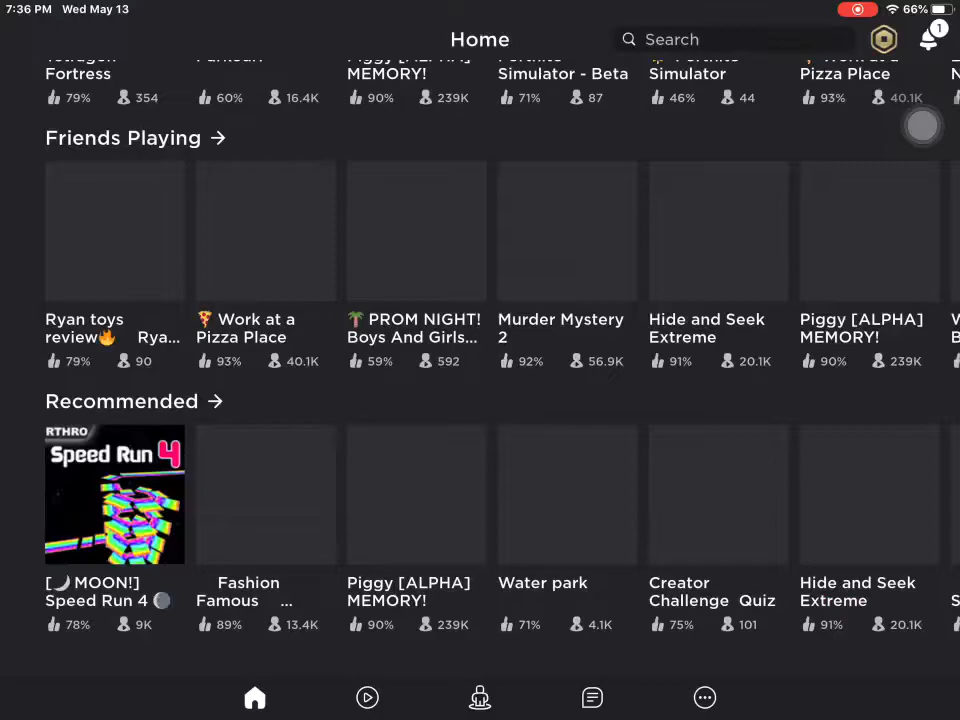 7:36 PM Wed May 13
66%
Home
Search
1
Fortress
79% 354
60% 16.4K
MEMORY!
90% 239K
Simulator - Beta
71% 87
Simulator
46% 44
Pizza Place
93% 40.1K
Friends Playing →
Ryan toys
review🔥 Rya...
79% 90
🍕 Work at a
Pizza Place
93% 40.1K
🌴 PROM NIGHT!
Boys And Girls...
59% 592
Murder Mystery
2
92% 56.9K
Hide and Seek
Extreme
91% 20.1K
Piggy [ALPHA]
MEMORY!
90% 239K
Recommended →
RTHRO
Speed Run 4
[🌙MOON!]
Speed Run 4 🌘
78% 9K
Fashion
Famous ...
89% 13.4K
Piggy [ALPHA]
MEMORY!
90% 239K
Water park
71% 4.1K
Creator
Challenge Quiz
75% 101
Hide and Seek
Extreme
91% 20.1K